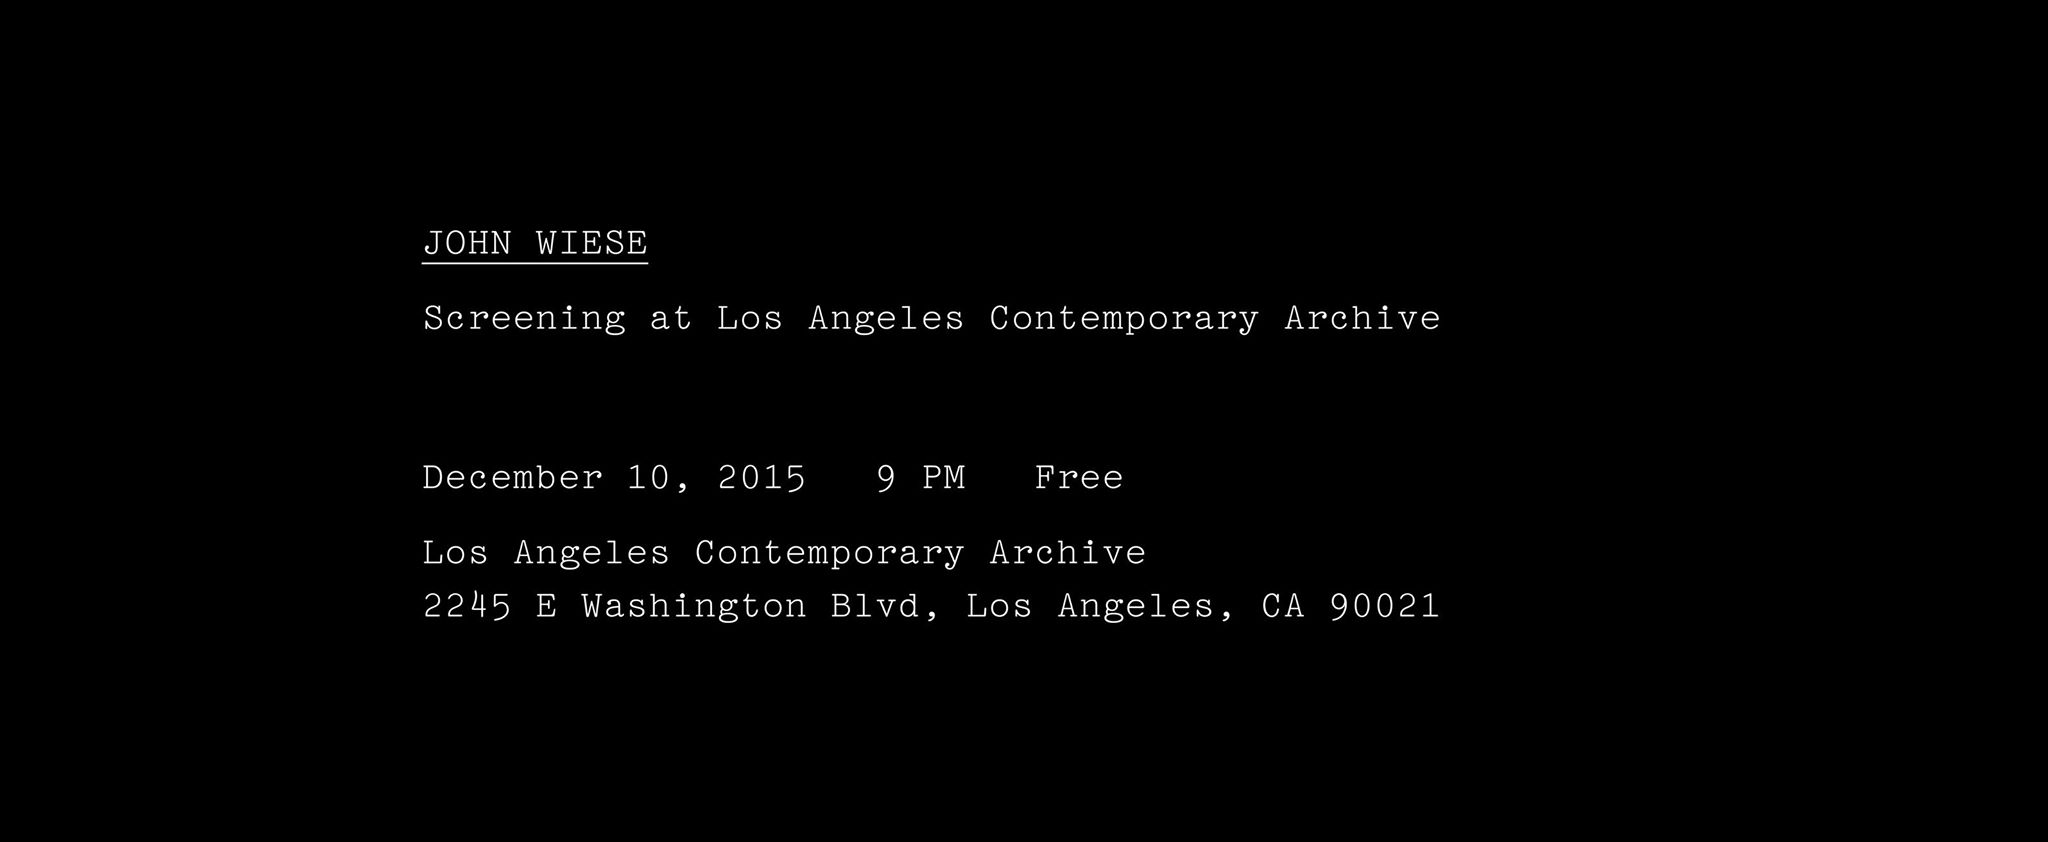 JOHN WIESE
Screening at Los Angeles Contemporary Archive
December 10, 2015   9 PM   Free
Los Angeles Contemporary Archive
2245 E Washington Blvd, Los Angeles, CA 90021